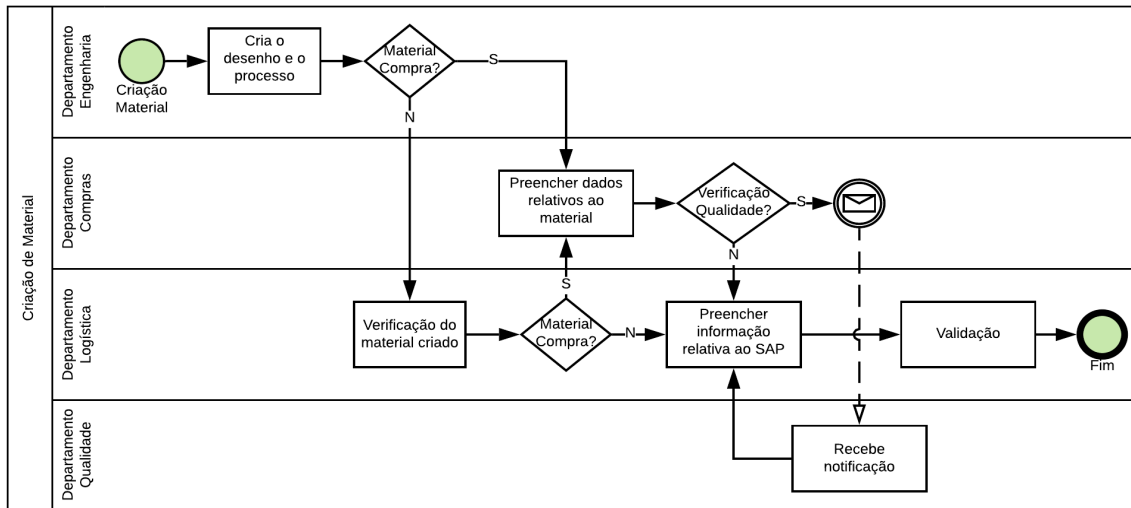 Criação de Material
Departamento
Engenharia
Criação
Material
Cria o
desenho e o
processo
Material
Compra?
S
N
Departamento
Compras
Preencher dados
relativos ao
material
Verificação
Qualidade?
S
N
Departamento
Logística
Verificação do
material criado
S
Material
Compra?
N
Preencher
informação
relativa ao SAP
Validação
Fim
Departamento
Qualidade
Recebe
notificação